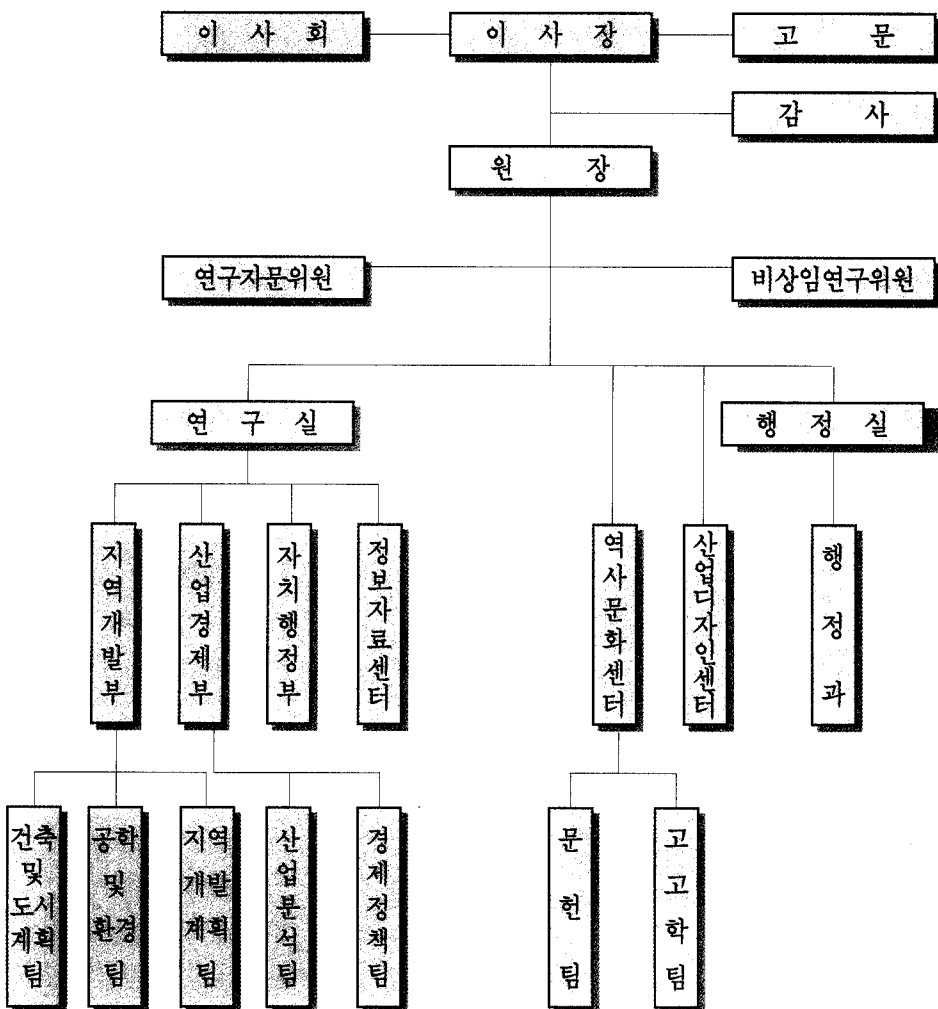 이 사 회
이 사 장
고 문
감 사
원 장
연구자문위원
비상임연구위원
연 구 실
행 정 실
지역개발부
산업경제부
자치행정부
정보자료센터
역사문화센터
산업디자인센터
행정과
건축및도시계획팀
공학및환경팀
지역개발계획팀
산업분석팀
경제정책팀
문헌팀
고고학팀